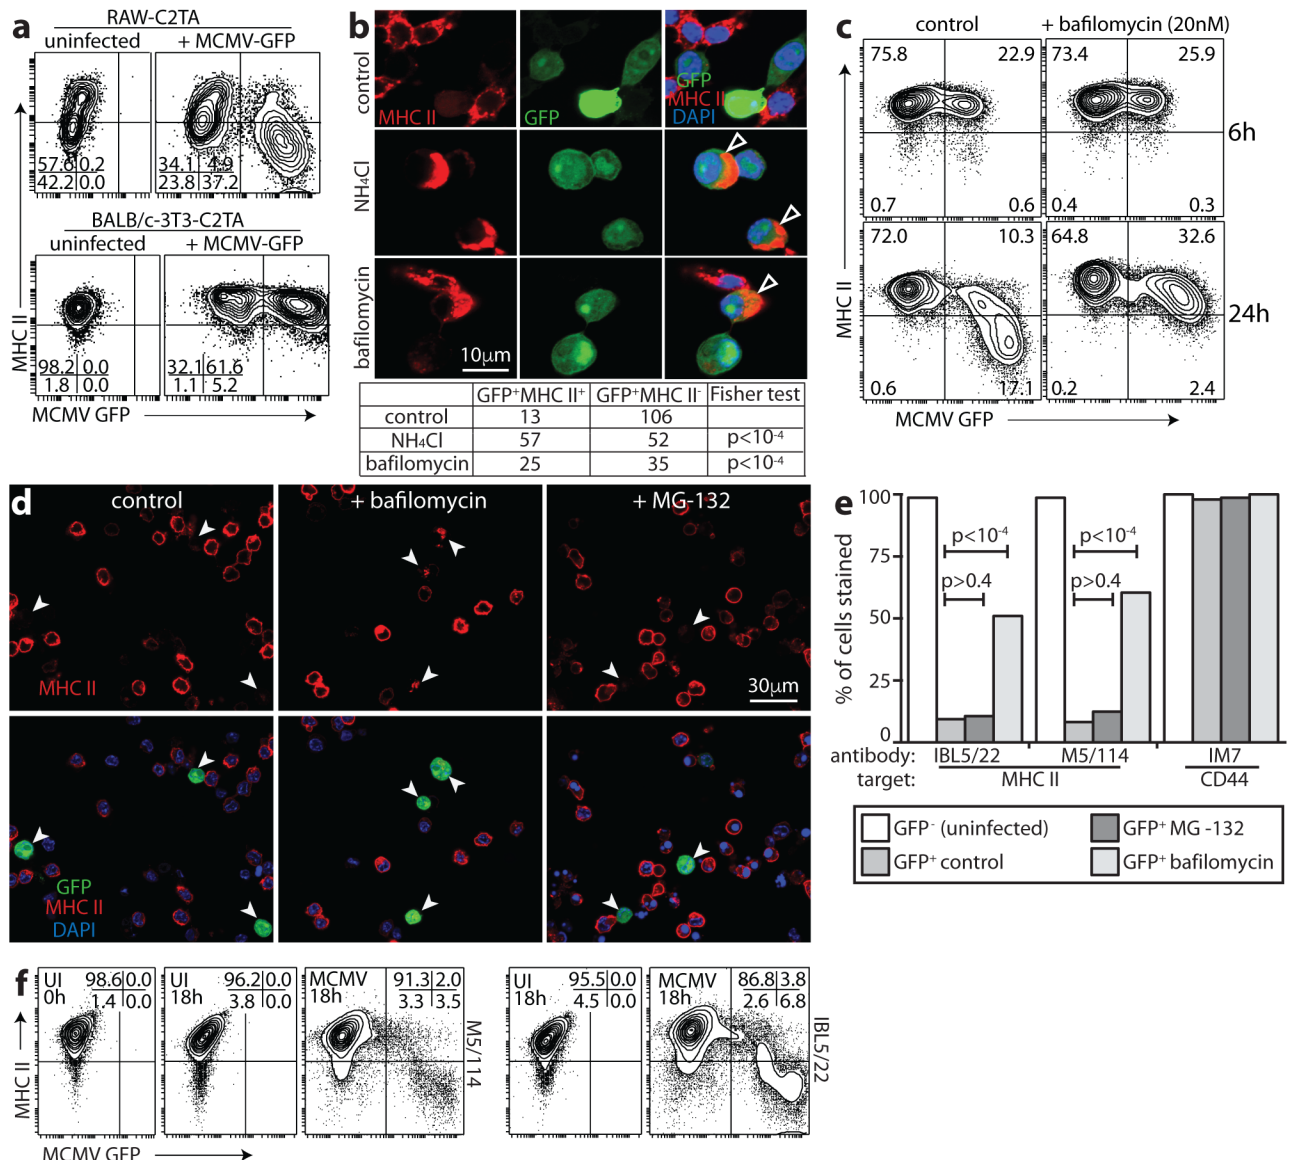 a
RAW-C2TA
uninfected
+ MCMV-GFP
57.6 0.2
42.2 0.0
34.1 4.9
23.8 37.2
BALB/c-3T3-C2TA
uninfected
+ MCMV-GFP
98.2 0.0
1.8 0.0
32.1 61.6
1.1 5.2
MHC II
MCMV GFP
b
control
MHC II
GFP
GFP
MHC II
DAPI
NH₄Cl
bafilomycin
10µm
GFP⁺MHC II⁺ GFP⁺MHC II⁻ Fisher test
control 13 106
NH₄Cl 57 52 p<10⁻⁴
bafilomycin 25 35 p<10⁻⁴
c
control
+ bafilomycin (20nM)
75.8 22.9
0.7 0.6
73.4 25.9
0.4 0.3
6h
72.0 10.3
0.6 17.1
64.8 32.6
0.2 2.4
24h
MHC II
MCMV GFP
d
control
+ bafilomycin
+ MG-132
MHC II
30µm
GFP
MHC II
DAPI
e
% of cells stained
100
75
50
25
0
p<10⁻⁴
p>0.4
p<10⁻⁴
p>0.4
antibody: IBL5/22 M5/114 IM7
target: MHC II CD44
GFP⁻ (uninfected)
GFP⁺ MG -132
GFP⁺ control
GFP⁺ bafilomycin
f
UI
0h
98.6 0.0
1.4 0.0
UI
18h
96.2 0.0
3.8 0.0
MCMV
18h
91.3 2.0
3.3 3.5
M5/114
UI
18h
95.5 0.0
4.5 0.0
MCMV
18h
86.8 3.8
2.6 6.8
IBL5/22
MHC II
MCMV GFP